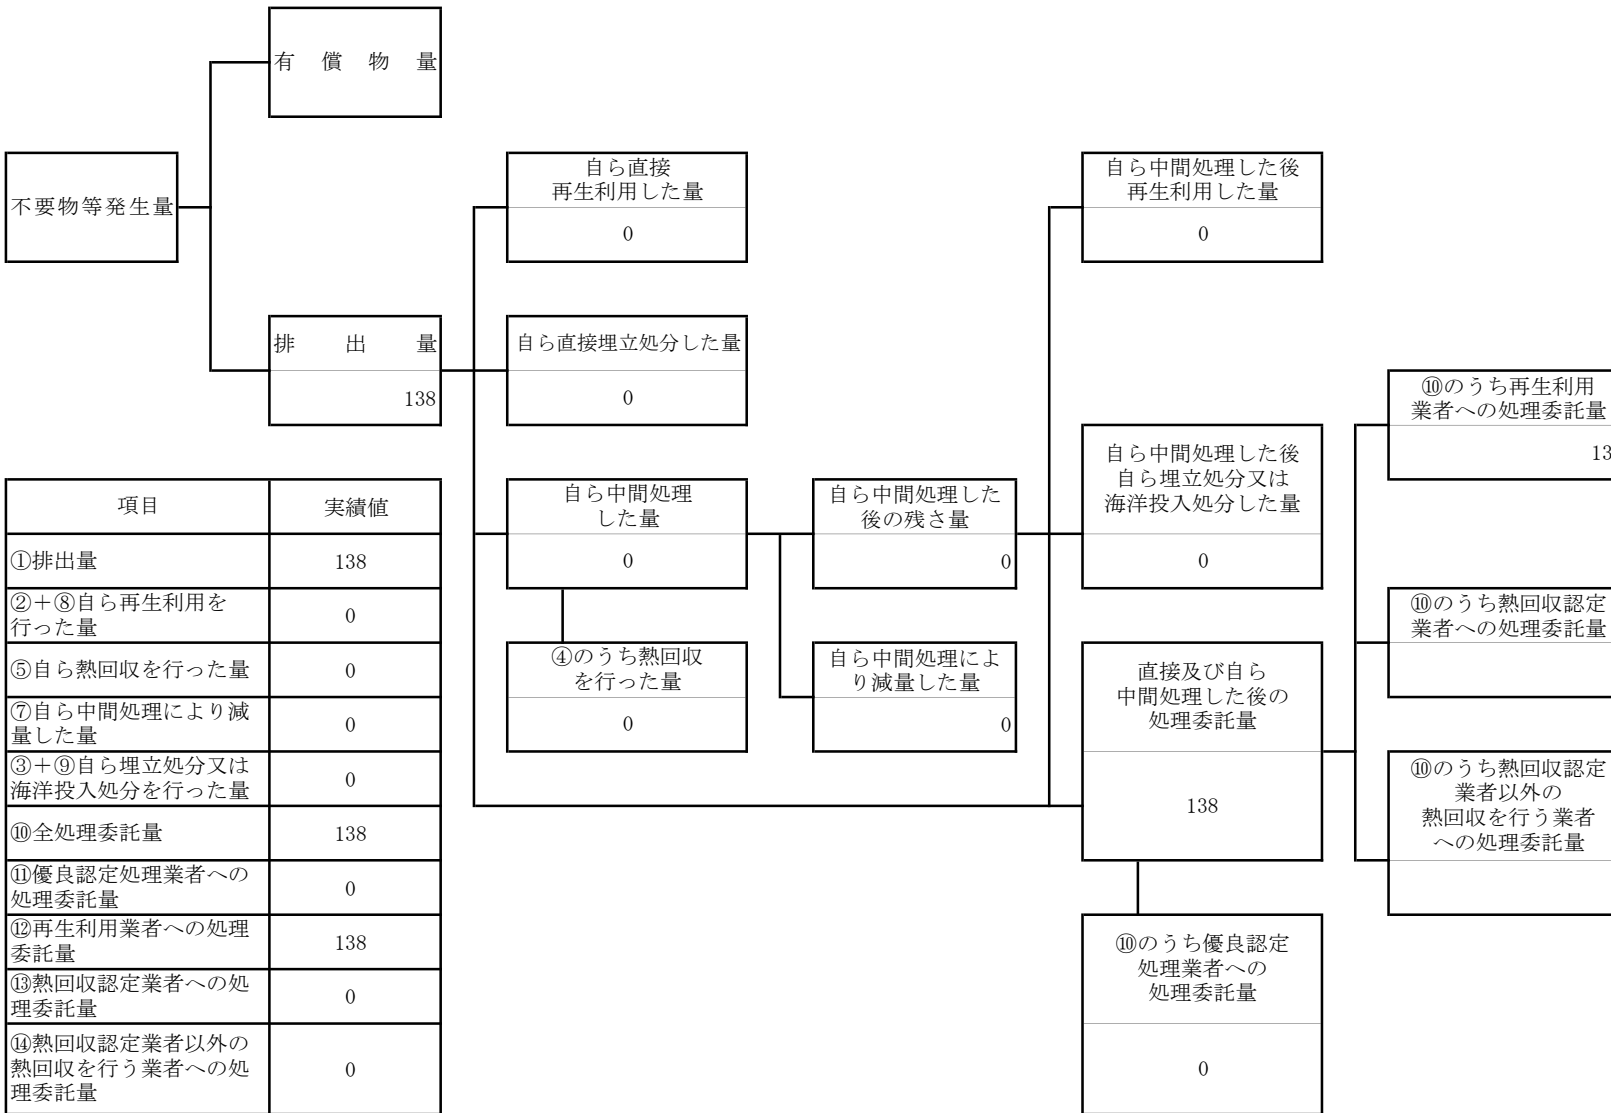 有償物量
不要物等発生量
自ら直接
再生利用した量
0
自ら中間処理した後
再生利用した量
0
排出量
138
自ら直接埋立処分した量
0
⑩のうち再生利用
業者への処理委託量
13
自ら中間処理した後
自ら埋立処分又は
海洋投入処分した量
0
自ら中間処理
した量
0
自ら中間処理した
後の残さ量
0
④のうち熱回収
を行った量
0
自ら中間処理によ
り減量した量
0
⑩のうち熱回収認定
業者への処理委託量
直接及び自ら
中間処理した後の
処理委託量
138
⑩のうち熱回収認定
業者以外の
熱回収を行う業者
への処理委託量
⑩のうち優良認定
処理業者への
処理委託量
0
項目 実績値
①排出量 138
②+⑧自ら再生利用を
行った量 0
⑤自ら熱回収を行った量 0
⑦自ら中間処理により減
量した量 0
③+⑨自ら埋立処分又は
海洋投入処分を行った量 0
⑩全処理委託量 138
⑪優良認定処理業者への
処理委託量 0
⑫再生利用業者への処理
委託量 138
⑬熱回収認定業者への処
理委託量 0
⑭熱回収認定業者以外の
熱回収を行う業者への処
理委託量 0